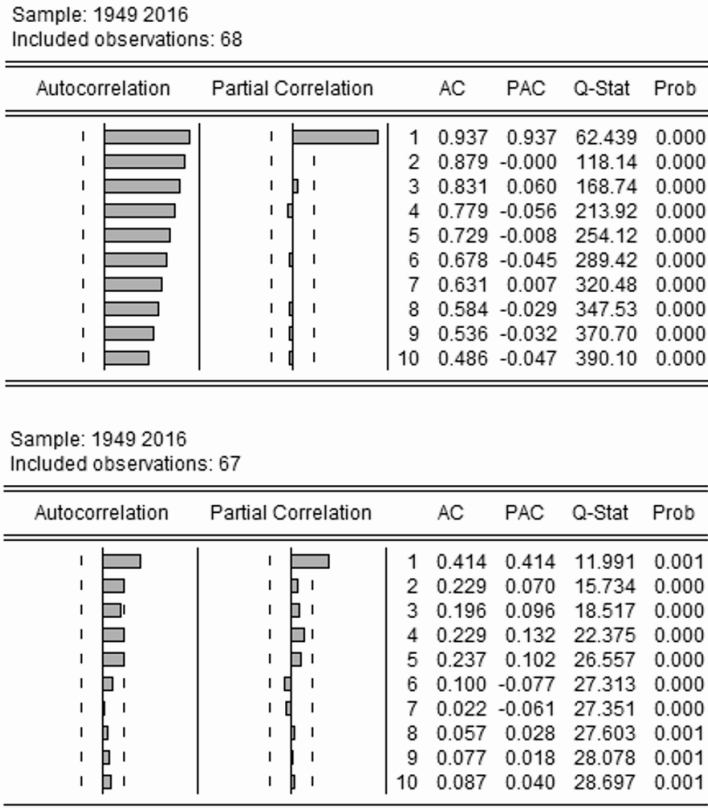 Sample: 1949 2016
Included observations: 68
Autocorrelation Partial Correlation AC PAC Q-Stat Prob
1 0.937 0.937 62.439 0.000
2 0.879 -0.000 118.14 0.000
3 0.831 0.060 168.74 0.000
4 0.779 -0.056 213.92 0.000
5 0.729 -0.008 254.12 0.000
6 0.678 -0.045 289.42 0.000
7 0.631 0.007 320.48 0.000
8 0.584 -0.029 347.53 0.000
9 0.536 -0.032 370.70 0.000
10 0.486 -0.047 390.10 0.000
Sample: 1949 2016
Included observations: 67
Autocorrelation Partial Correlation AC PAC Q-Stat Prob
1 0.414 0.414 11.991 0.001
2 0.229 0.070 15.734 0.000
3 0.196 0.096 18.517 0.000
4 0.229 0.132 22.375 0.000
5 0.237 0.102 26.557 0.000
6 0.100 -0.077 27.313 0.000
7 0.022 -0.061 27.351 0.000
8 0.057 0.028 27.603 0.001
9 0.077 0.018 28.078 0.001
10 0.087 0.040 28.697 0.001